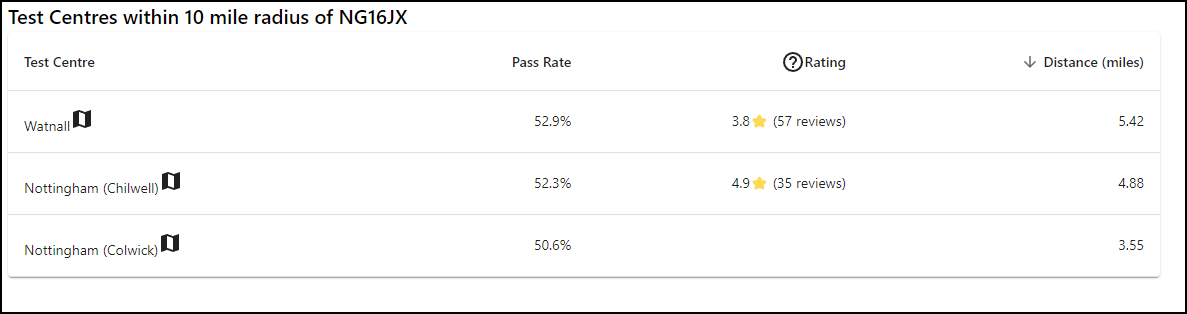 Test Centres within 10 mile radius of NG16JX
Test Centre Pass Rate Rating Distance (miles)
Watnall 52.9% 3.8 (57 reviews) 5.42
Nottingham (Chilwell) 52.3% 4.9 (35 reviews) 4.88
Nottingham (Colwick) 50.6% 3.55